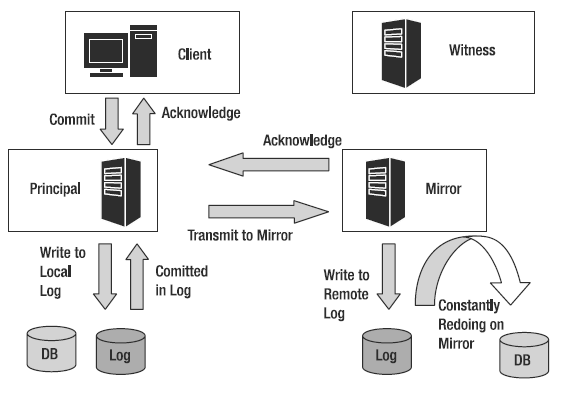 Client
Witness
Commit
Acknowledge
Acknowledge
Principal
Mirror
Transmit to Mirror
Write to
Local
Log
Comitted
in Log
Write to
Remote
Log
Constantly
Redoing on
Mirror
DB
Log
Log
DB